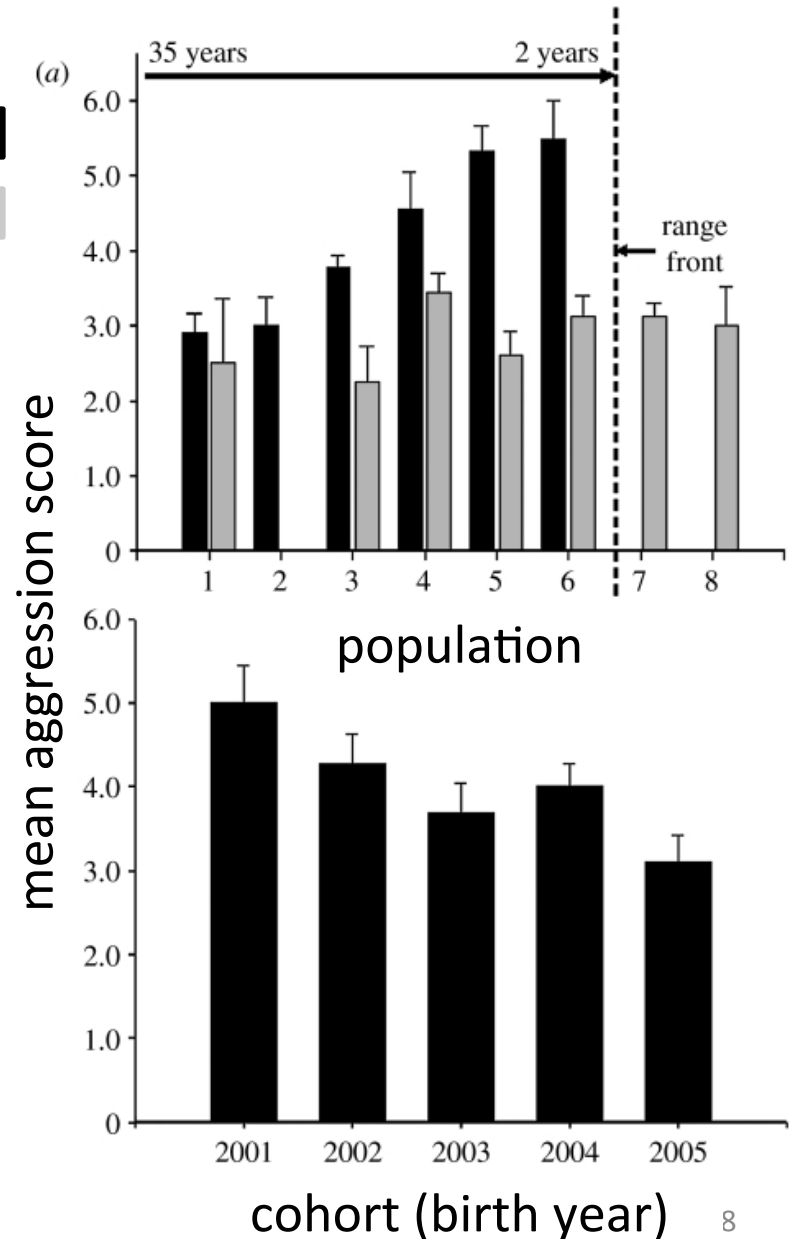 (a)
35 years 2 years
6.0
5.0
4.0
3.0
2.0
1.0
0
range
front
1 2 3 4 5 6 7 8
population
mean aggression score
6.0
5.0
4.0
3.0
2.0
1.0
0
2001 2002 2003 2004 2005
cohort (birth year)
8